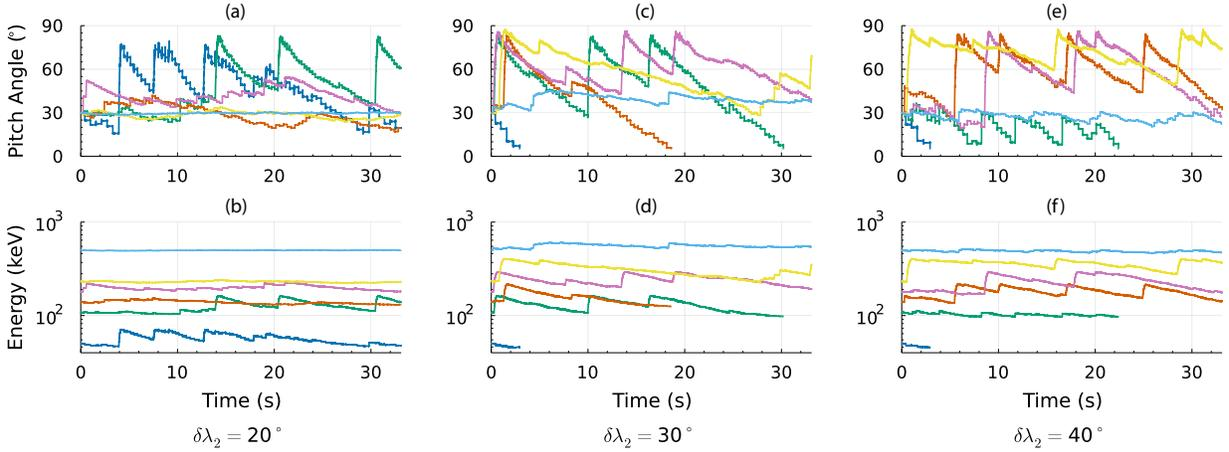 (a) (c) (e)
90 90 90
60 60 60
30 30 30
0 0 0
Pitch Angle (°)
0 10 20 30 0 10 20 30 0 10 20 30
(b) (d) (f)
10³ 10³ 10³
10² 10² 10²
Energy (keV)
0 10 20 30 0 10 20 30 0 10 20 30
Time (s) Time (s) Time (s)
δλ₂ = 20° δλ₂ = 30° δλ₂ = 40°